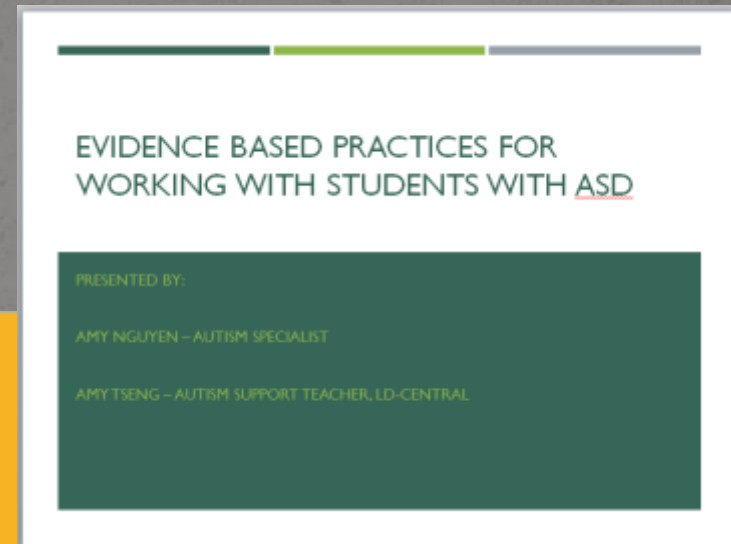 EVIDENCE BASED PRACTICES FOR
WORKING WITH STUDENTS WITH ASD
PRESENTED BY:
AMY NGUYEN – AUTISM SPECIALIST
AMY TSENG – AUTISM SUPPORT TEACHER, LD-CENTRAL